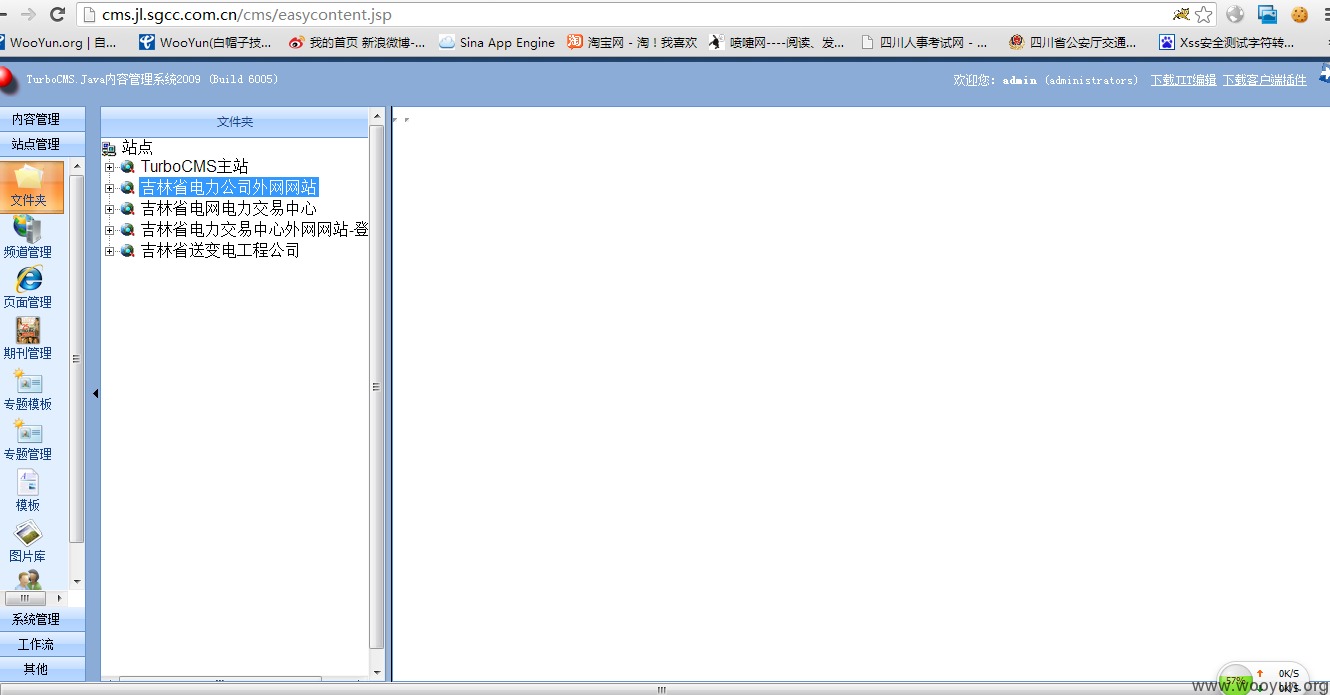 cms.jl.sgcc.com.cn/cms/easycontent.jsp
WooYun.org | 自... WooYun(白帽子技... 我的首页 新浪微博-... Sina App Engine 淘宝网 - 淘！我喜欢 喷嚏网----阅读、发... 四川人事考试网 - ... 四川省公安厅交通... Xss安全测试字符转...
TurboCMS.Java内容管理系统2009 (Build 6005) 欢迎您：admin (administrators) 下载JIT编辑 下载客户端插件
内容管理
站点管理
文件夹
频道管理
页面管理
期刊管理
专题模板
专题管理
模板
图片库
系统管理
工作流
其他
文件夹
站点
TurboCMS主站
吉林省电力公司外网网站
吉林省电网电力交易中心
吉林省电力交易中心外网网站-登
吉林省送变电工程公司
57%
0K/S
0K/S
www.wooyun.org